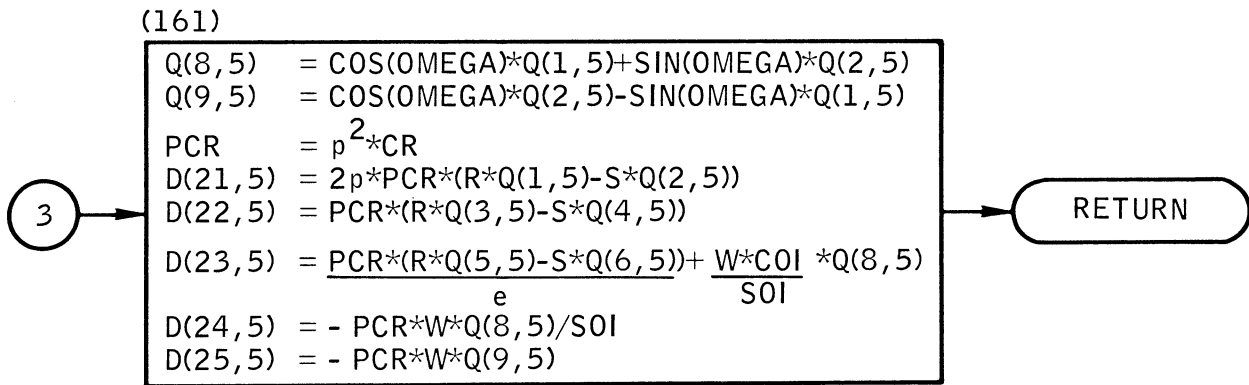 (161)
Q(8,5) = COS(OMEGA)*Q(1,5)+SIN(OMEGA)*Q(2,5)
Q(9,5) = COS(OMEGA)*Q(2,5)-SIN(OMEGA)*Q(1,5)
PCR = p²*CR
D(21,5) = 2p*PCR*(R*Q(1,5)-S*Q(2,5))
3
D(22,5) = PCR*(R*Q(3,5)-S*Q(4,5))
RETURN
D(23,5) = PCR*(R*Q(5,5)-S*Q(6,5))+ W*COI *Q(8,5)
e SOI
D(24,5) = - PCR*W*Q(8,5)/SOI
D(25,5) = - PCR*W*Q(9,5)